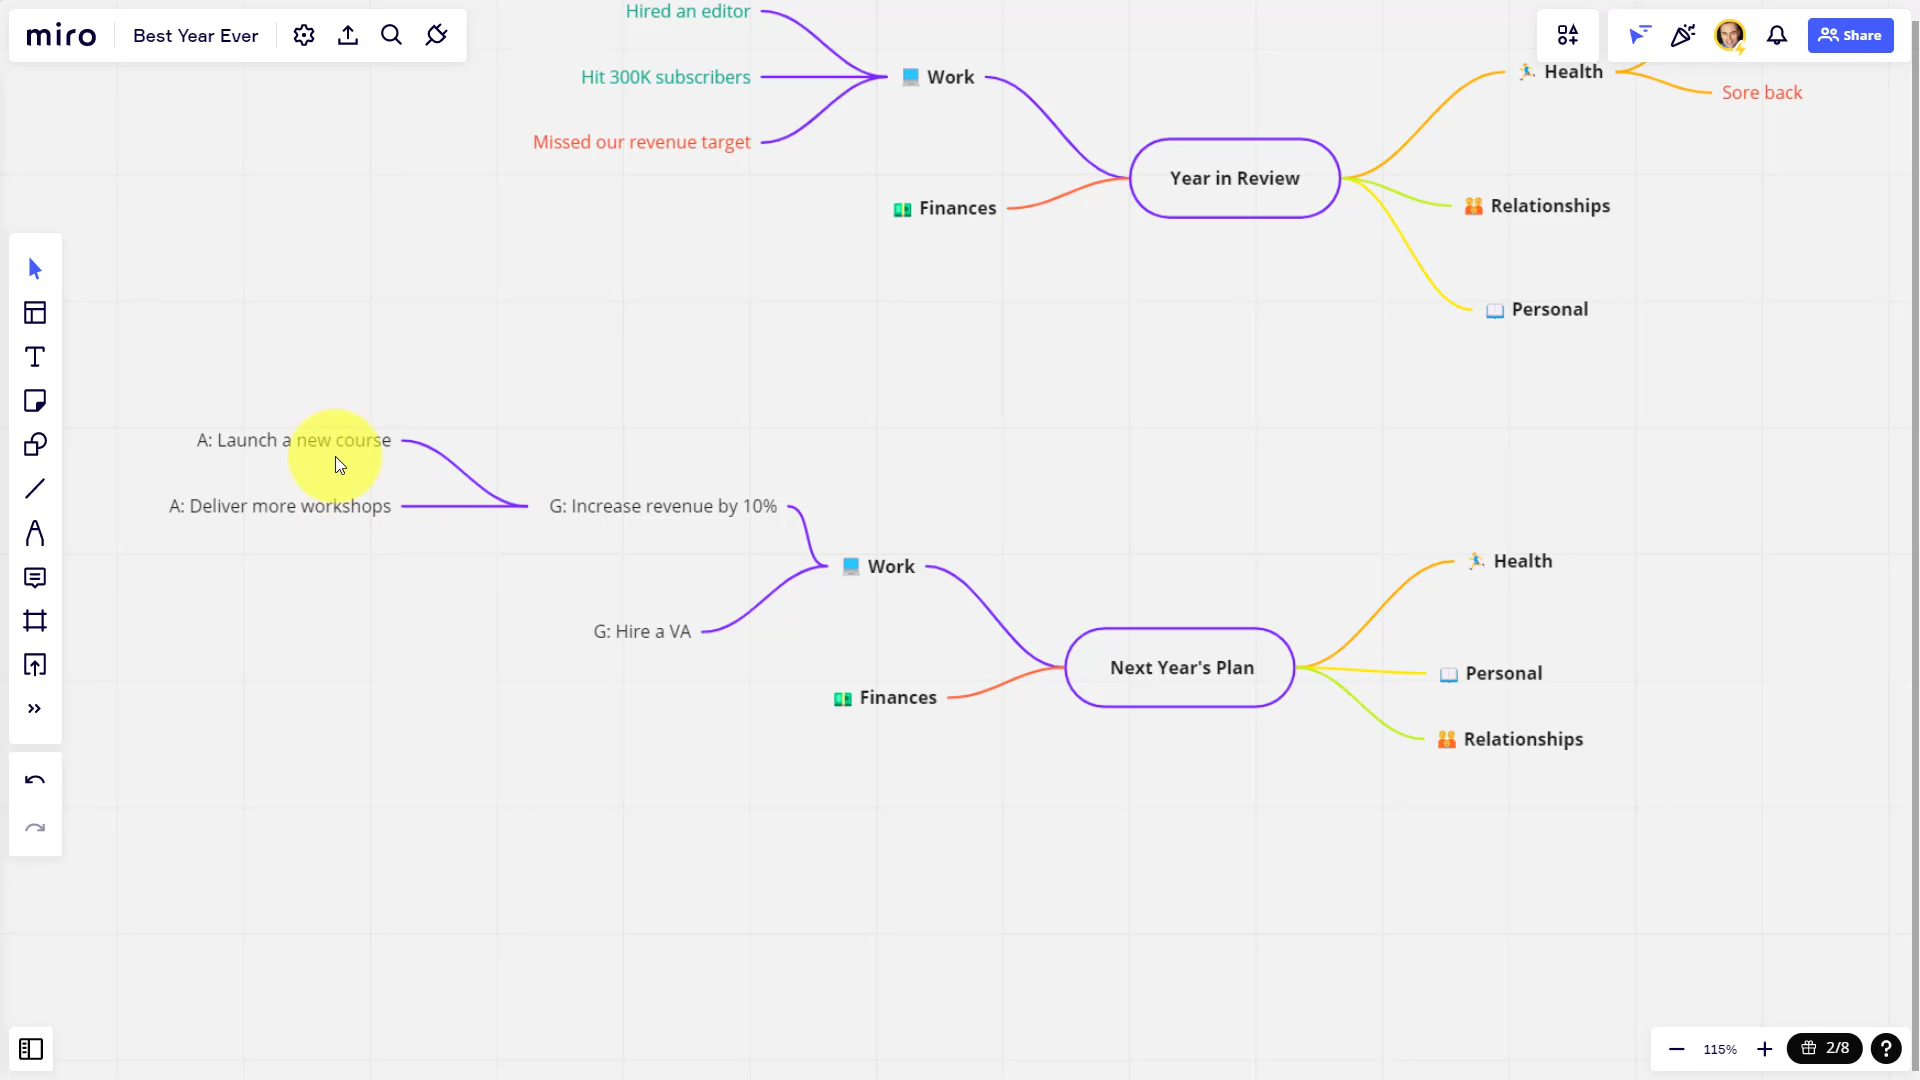 miro
Best Year Ever
Share
Hired an editor
Hit 300K subscribers
Missed our revenue target
Work
Finances
Year in Review
Health
Sore back
Relationships
Personal
A: Launch a new course
A: Deliver more workshops
G: Increase revenue by 10%
Work
G: Hire a VA
Finances
Next Year's Plan
Health
Personal
Relationships
115%
2/8
?